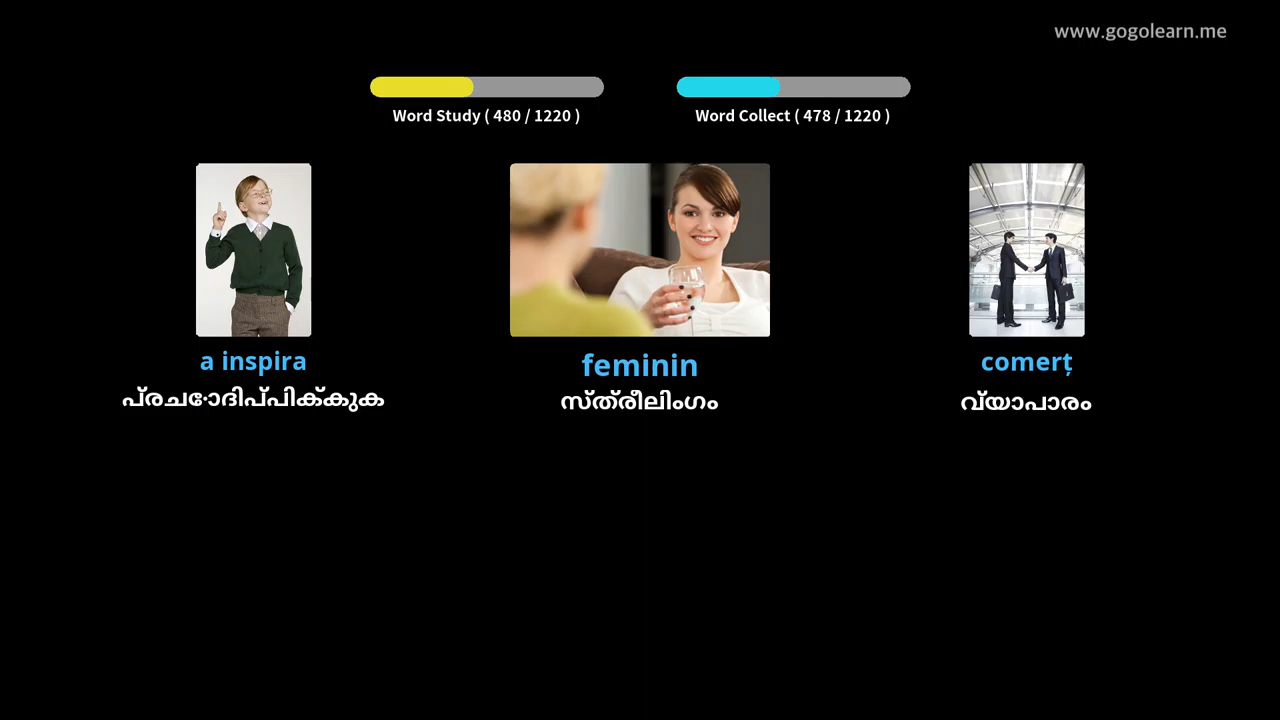 www.gogolearn.me
Word Study ( 480 / 1220 )
Word Collect ( 478 / 1220 )
a inspira
feminin
comerț
പ്രചോദിപ്പിക്കുക
സ്ത്രീലിംഗം
വ്യാപാരം